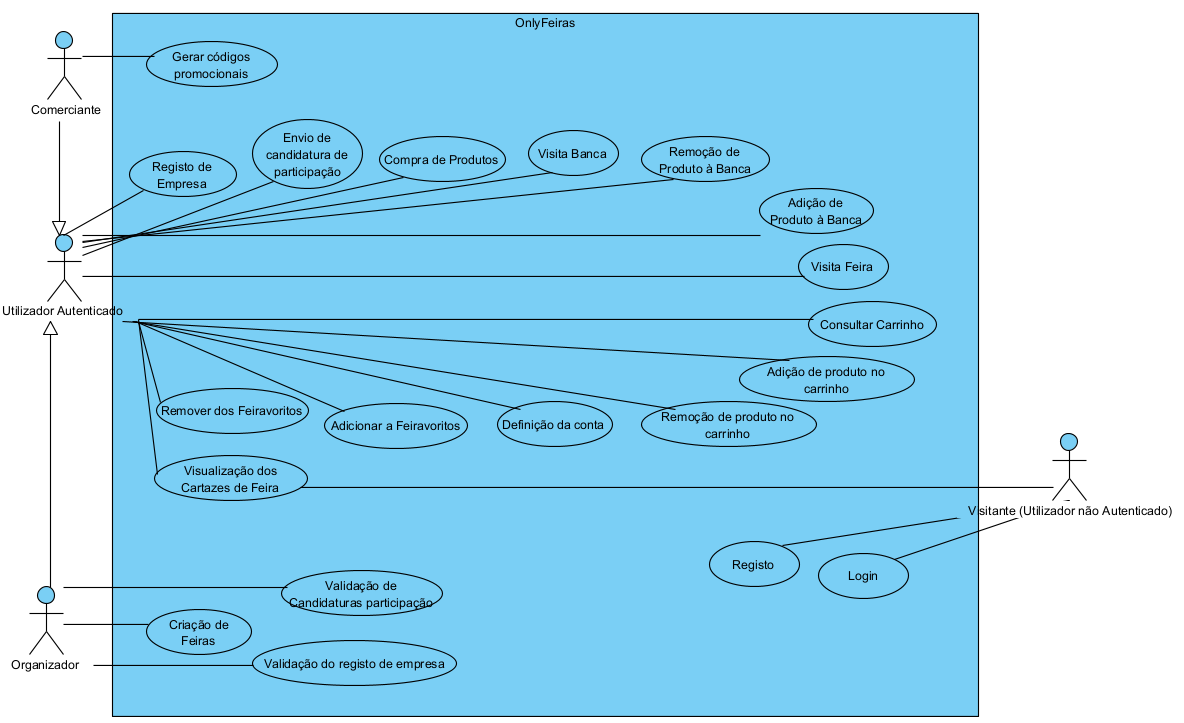 OnlyFeiras
Gerar códigos
promocionais
Comerciante
Registo de
Empresa
Envio de
candidatura de
participação
Compra de Produtos
Visita Banca
Remoção de
Produto à Banca
Adição de
Produto à Banca
Visita Feira
Utilizador Autenticado
Consultar Carrinho
Adição de produto no
carrinho
Remover dos Feiravoritos
Adicionar a Feiravoritos
Definição da conta
Remoção de produto no
carrinho
Visualização dos
Cartazes de Feira
Visitante (Utilizador não Autenticado)
Registo
Login
Validação de
Candidaturas participação
Criação de
Feiras
Organizador
Validação do registo de empresa